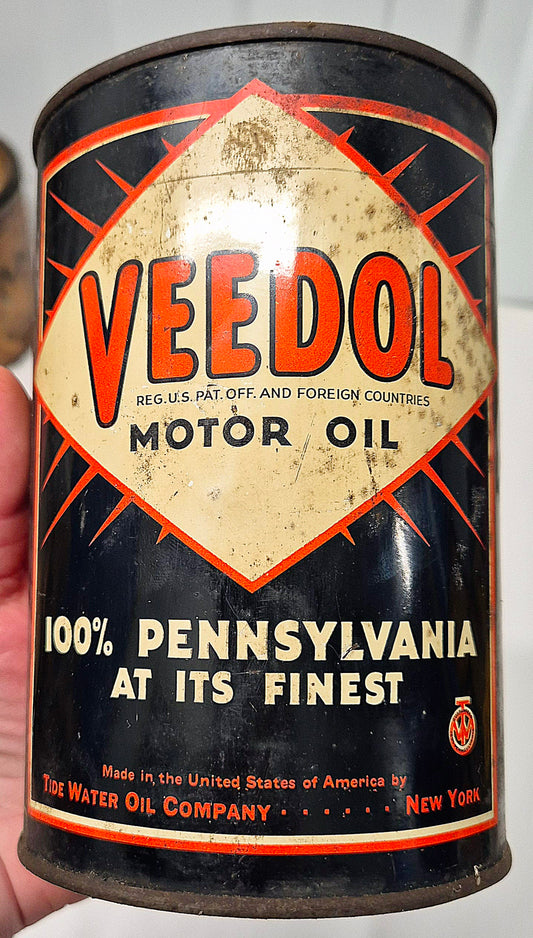 VEEDOL
REG. U.S. PAT. OFF. AND FOREIGN COUNTRIES
MOTOR OIL
100% PENNSYLVANIA
AT ITS FINEST
Made in the United States of America by
TIDE WATER OIL COMPANY . . . . . . NEW YORK